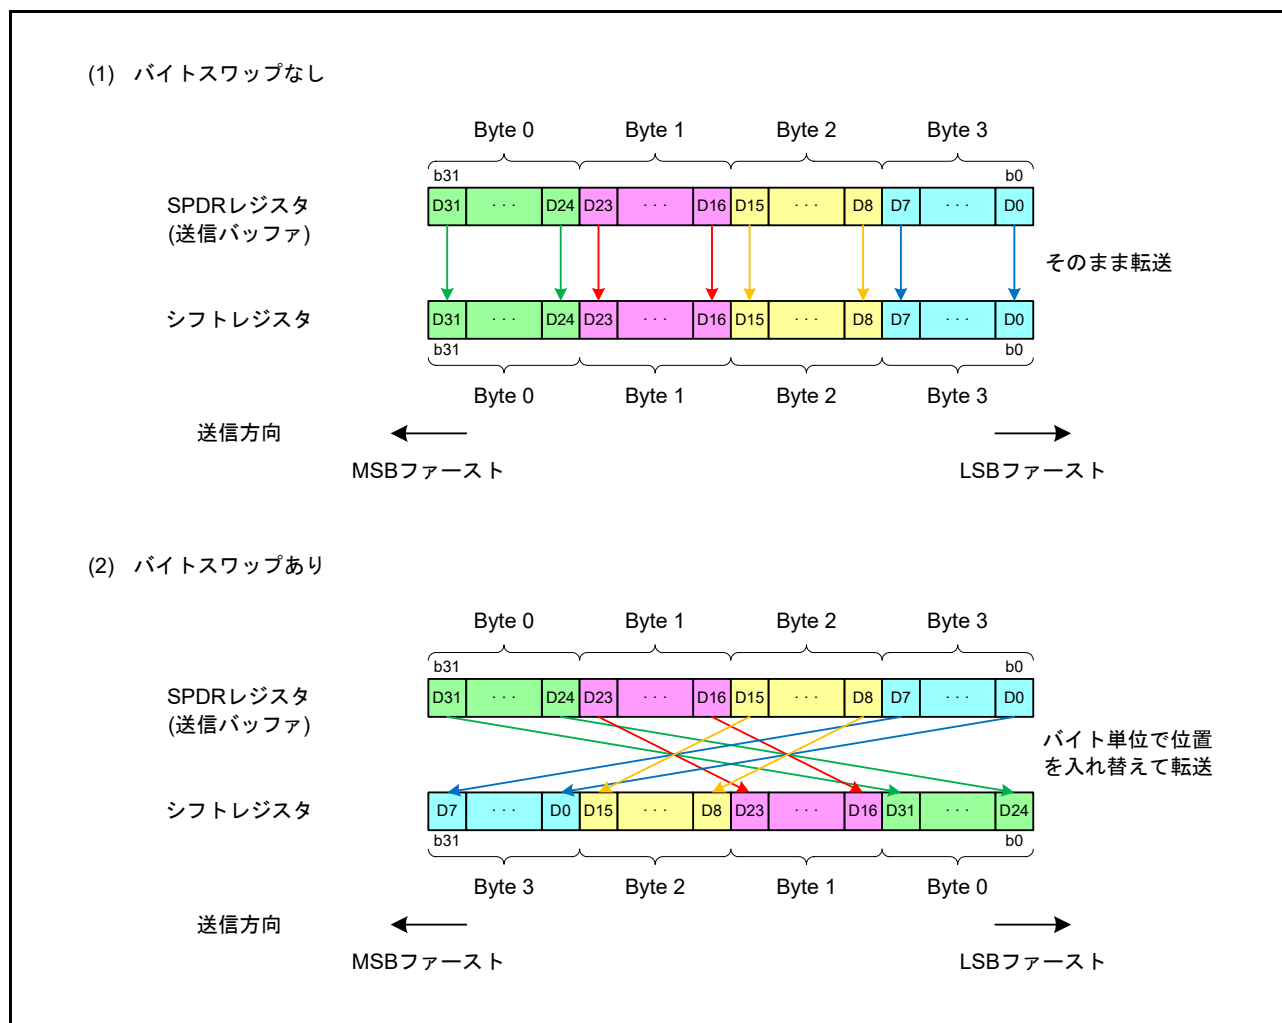 (1) バイトスワップなし
Byte 0 Byte 1 Byte 2 Byte 3
b31 b0
SPDRレジスタ
(送信バッファ)
D31 ··· D24 D23 ··· D16 D15 ··· D8 D7 ··· D0
そのまま転送
シフトレジスタ
D31 ··· D24 D23 ··· D16 D15 ··· D8 D7 ··· D0
b31 b0
Byte 0 Byte 1 Byte 2 Byte 3
送信方向
MSBファースト LSBファースト
(2) バイトスワップあり
Byte 0 Byte 1 Byte 2 Byte 3
b31 b0
SPDRレジスタ
(送信バッファ)
D31 ··· D24 D23 ··· D16 D15 ··· D8 D7 ··· D0
バイト単位で位置
を入れ替えて転送
シフトレジスタ
D7 ··· D0 D15 ··· D8 D23 ··· D16 D31 ··· D24
b31 b0
Byte 3 Byte 2 Byte 1 Byte 0
送信方向
MSBファースト LSBファースト